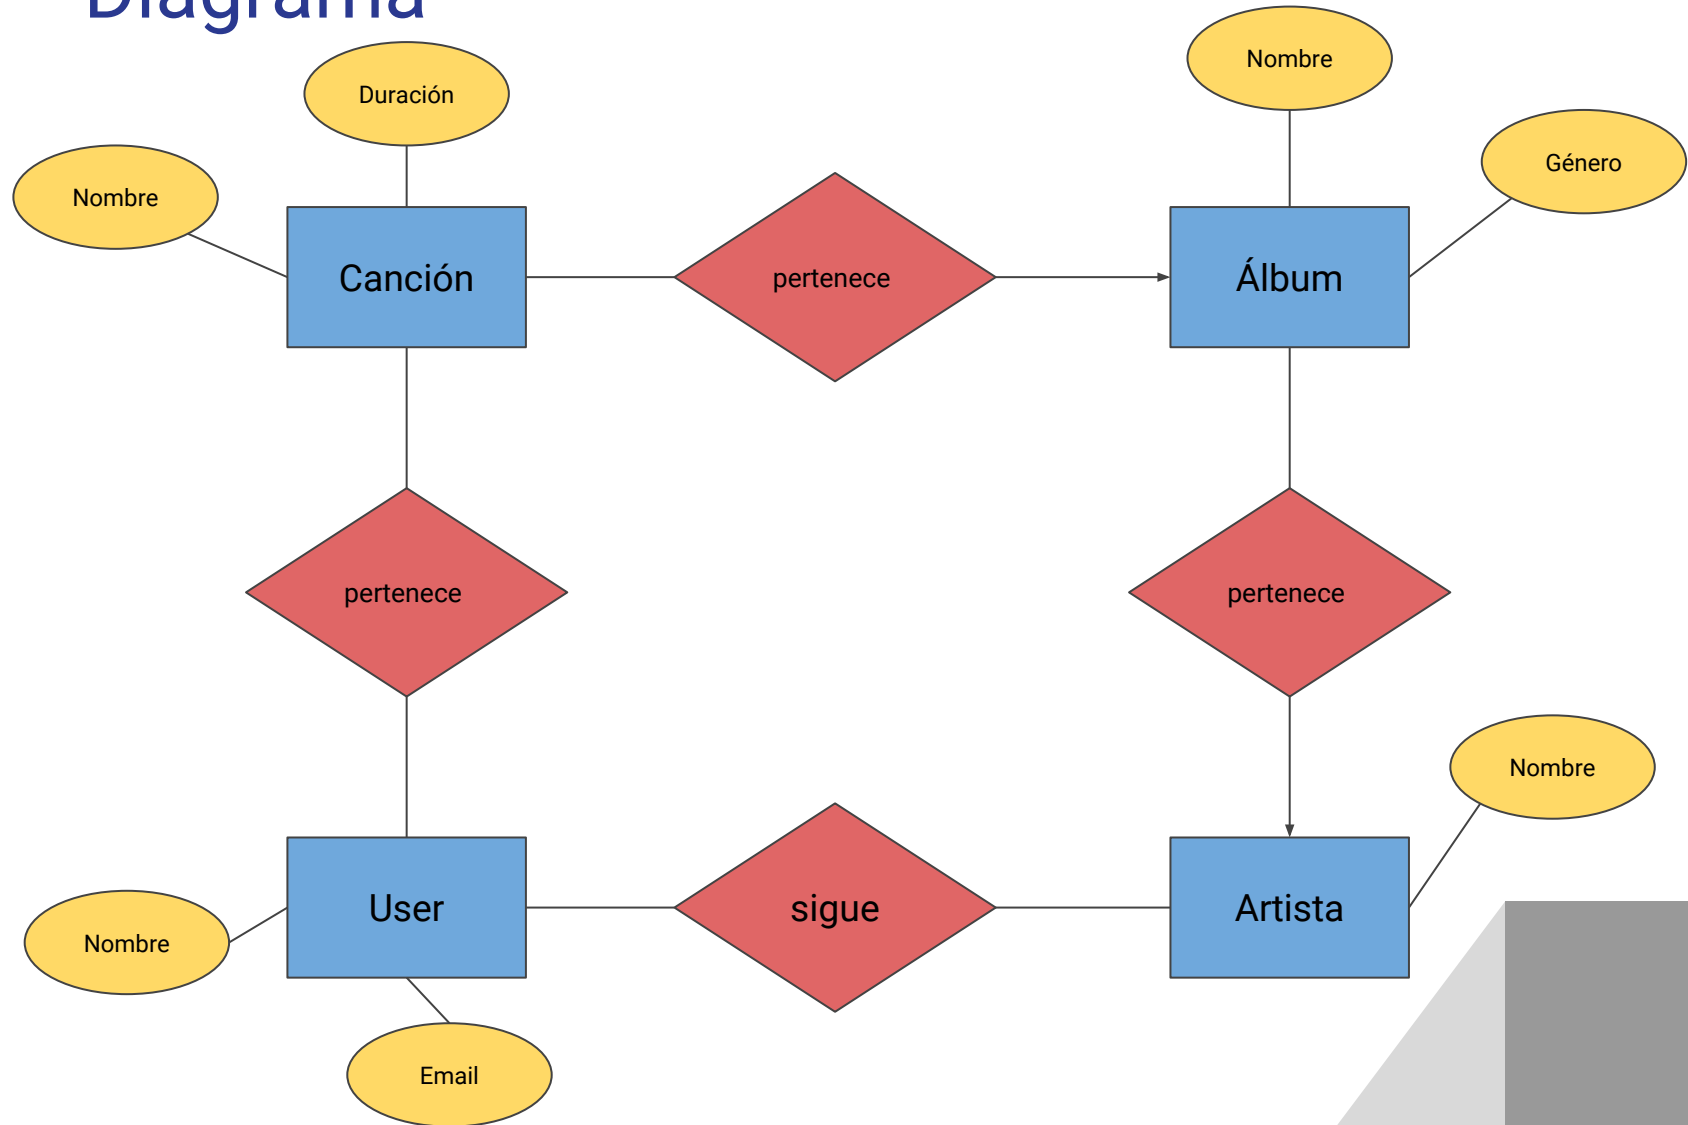 Diagrama
Duración
Nombre
Nombre
Género
Canción
pertenece
Álbum
pertenece
pertenece
Nombre
User
sigue
Artista
Nombre
Email